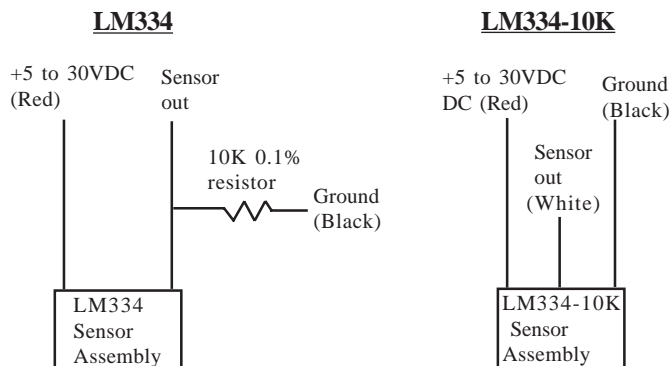 LM334
+5 to 30VDC
(Red)
Sensor
out
10K 0.1%
resistor
Ground
(Black)
LM334
Sensor
Assembly
LM334-10K
+5 to 30VDC
DC (Red)
Ground
(Black)
Sensor
out
(White)
LM334-10K
Sensor
Assembly